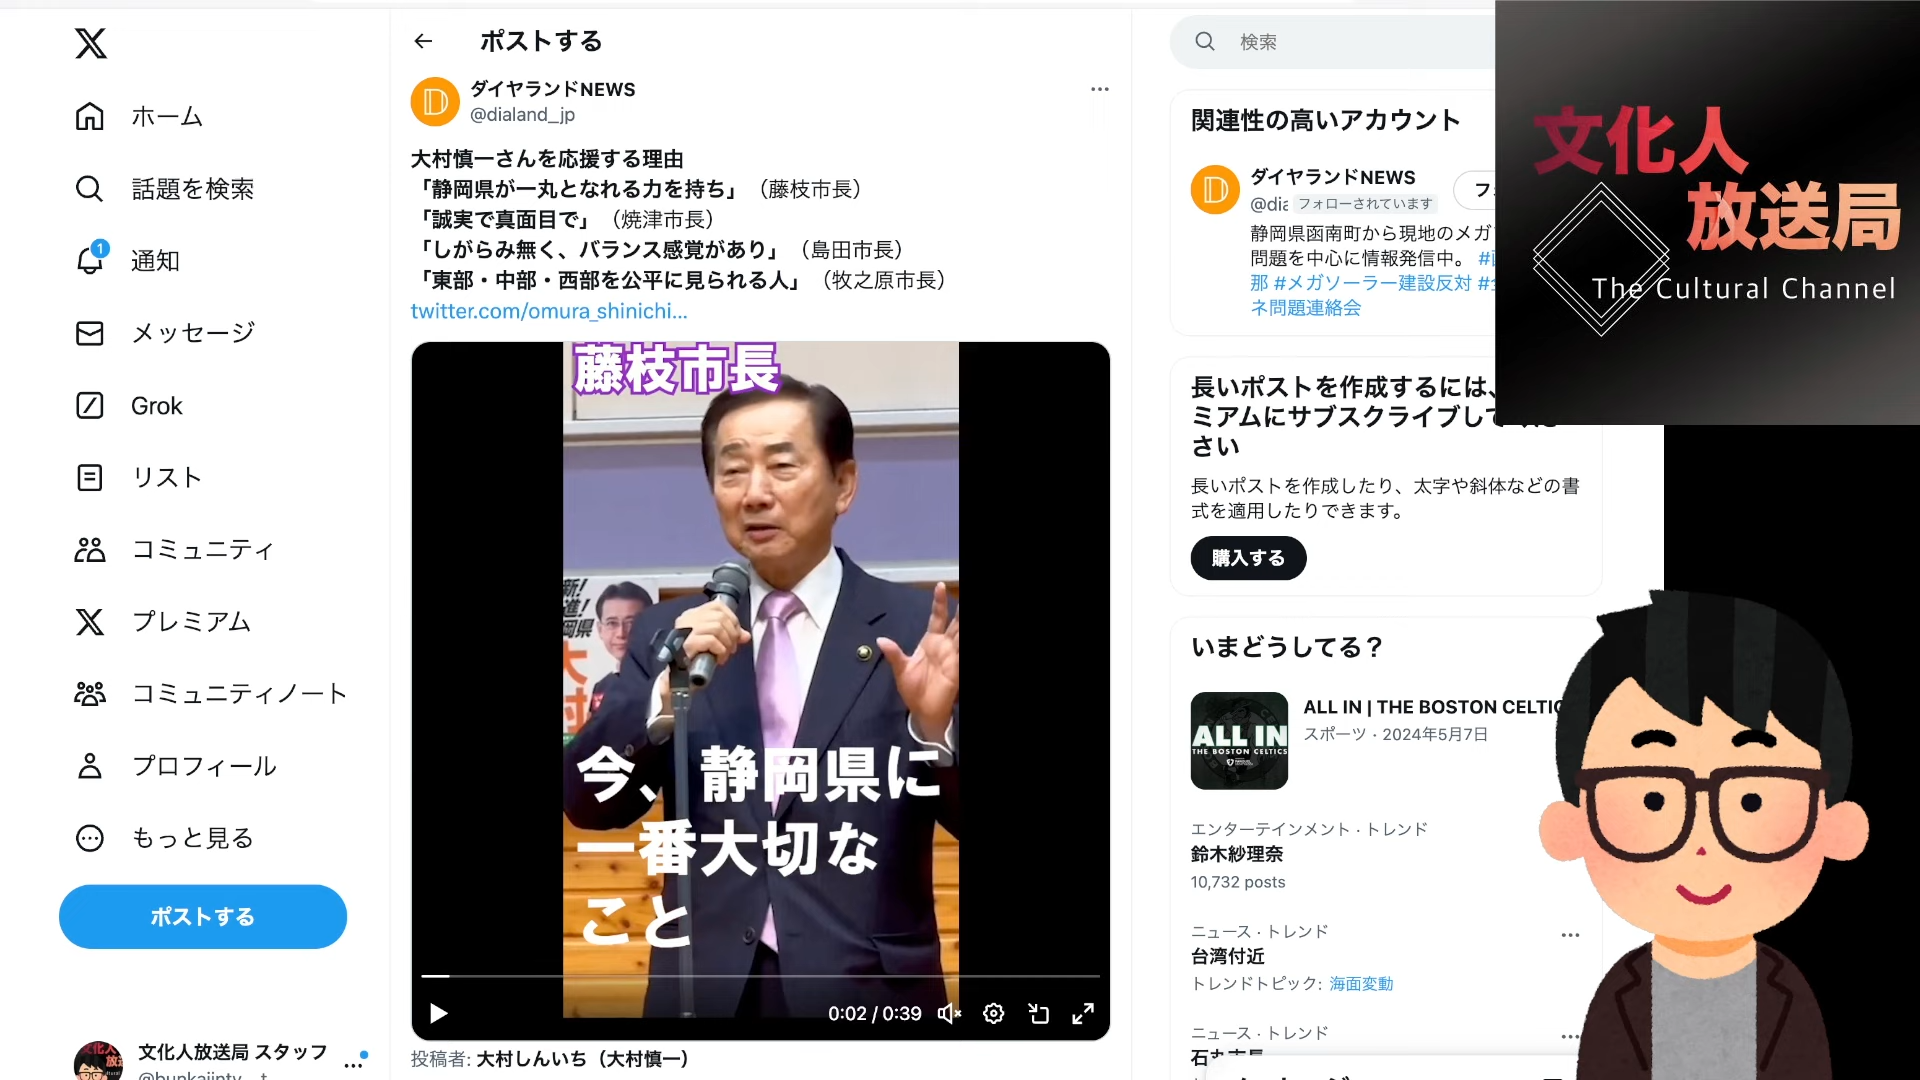 ホーム
話題を検索
1
通知
メッセージ
Grok
リスト
コミュニティ
プレミアム
コミュニティノート
プロフィール
もっと見る
ポストする
文化人放送局 スタッフ
ポストする
ダイヤランドNEWS
@dialand_jp
大村慎一さんを応援する理由
「静岡県が一丸となれる力を持ち」（藤枝市長）
「誠実で真面目で」（焼津市長）
「しがらみ無く、バランス感覚があり」（島田市長）
「東部・中部・西部を公平に見られる人」（牧之原市長）
twitter.com/omura_shinichi...
藤枝市長
今、静岡県に
一番大切な
こと
0:02 / 0:39
投稿者: 大村しんいち（大村慎一）
検索
関連性の高いアカウント
ダイヤランドNEWS
フォローされています
静岡県函南町から現地のメガ
問題を中心に情報発信中。
那 #メガソーラー建設反対
ネ問題連絡会
長いポストを作成するには、
ミアムにサブスクライブして
さい
長いポストを作成したり、太字や斜体などの書
式を適用したりできます。
購入する
いまどうしてる？
ALL IN | THE BOSTON CELTIC
スポーツ · 2024年5月7日
ALL IN
THE BOSTON CELTICS
エンターテインメント · トレンド
鈴木紗理奈
10,732 posts
ニュース · トレンド
台湾付近
トレンドトピック: 海面変動
ニュース · トレンド
文化人
放送局
The Cultural Channel